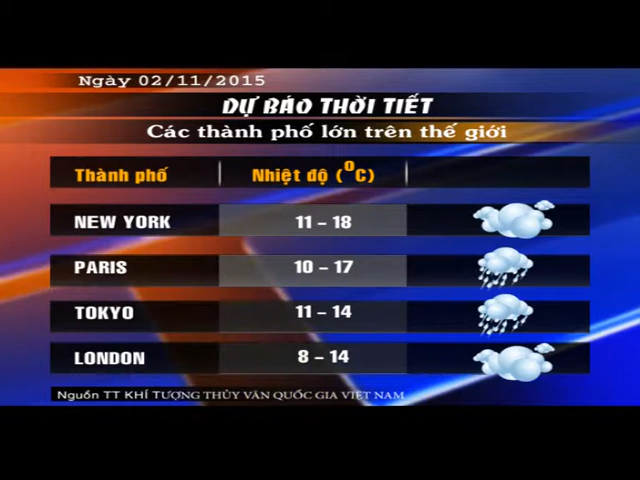 Ngày 02/11/2015
DỰ BÁO THỜI TIẾT
Các thành phố lớn trên thế giới
Thành phố Nhiệt độ (⁰C)
NEW YORK 11 – 18
PARIS 10 – 17
TOKYO 11 – 14
LONDON 8 – 14
Nguồn TT KHÍ TƯỢNG THỦY VĂN QUỐC GIA VIỆT NAM